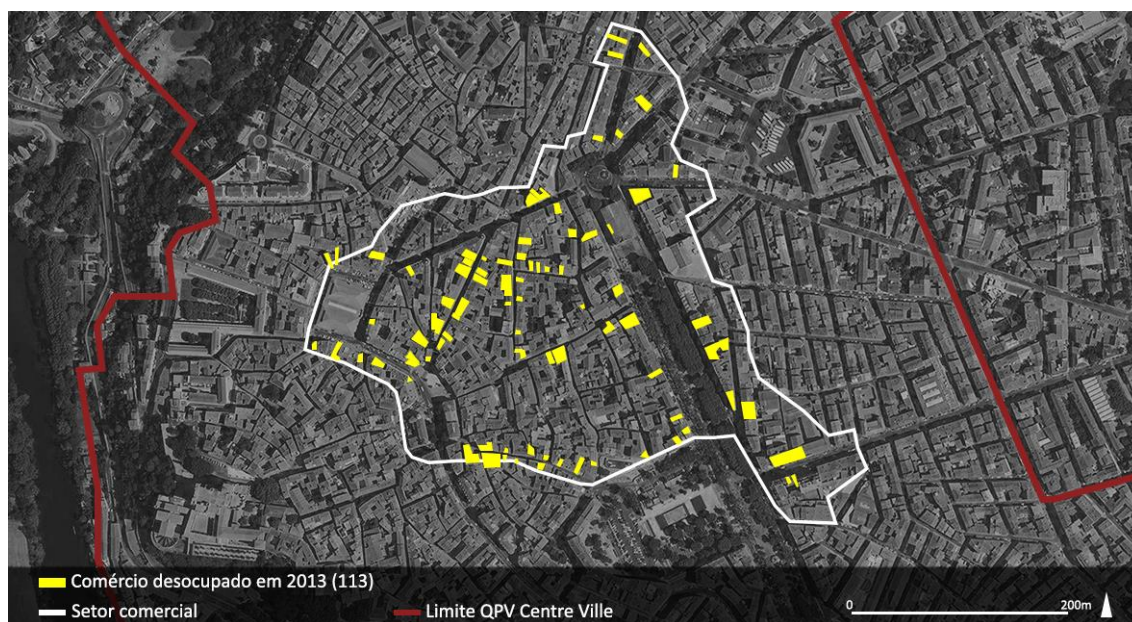 Comércio desocupado em 2013 (113)
Setor comercial
Limite QPV Centre Ville
0
200m